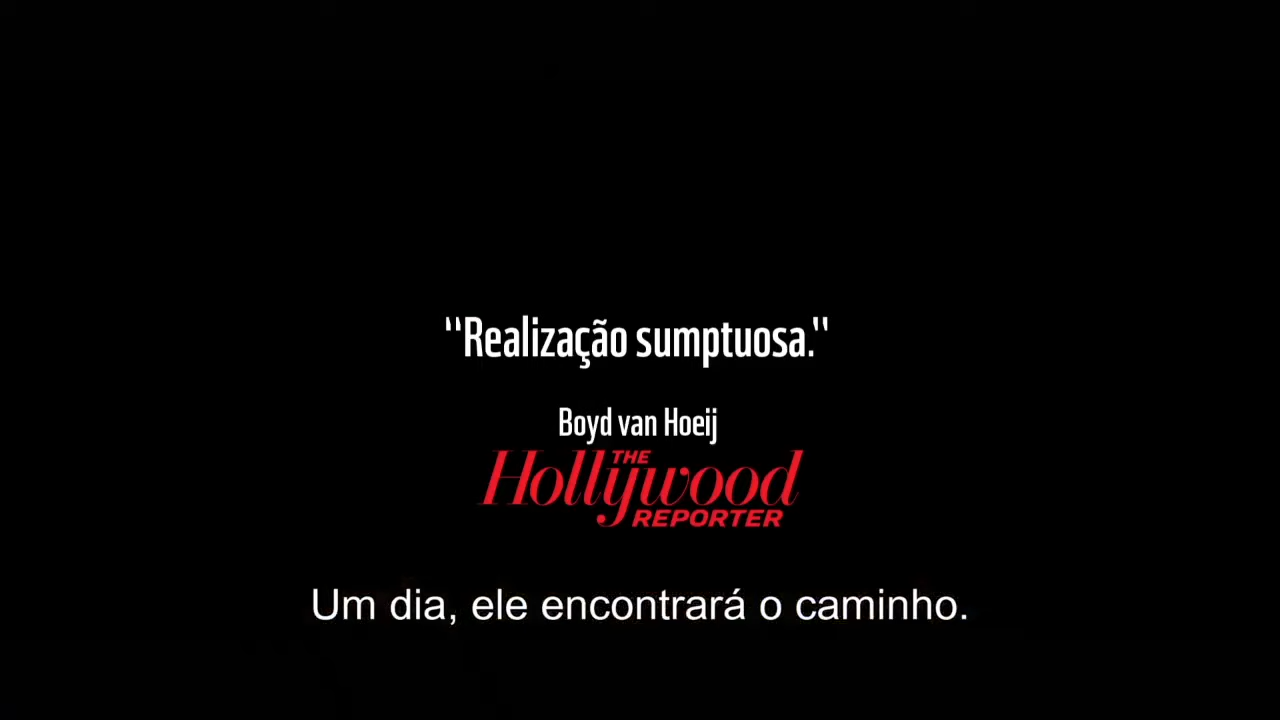 "Realização sumptuosa."
Boyd van Hoeij
THE
Hollywood
REPORTER
Um dia, ele encontrará o caminho.